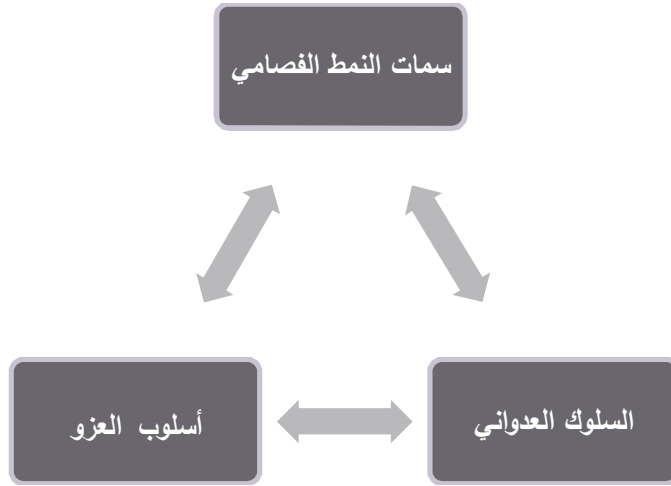 سمات النمط الفصامي
السلوك العدواني
أسلوب العزو